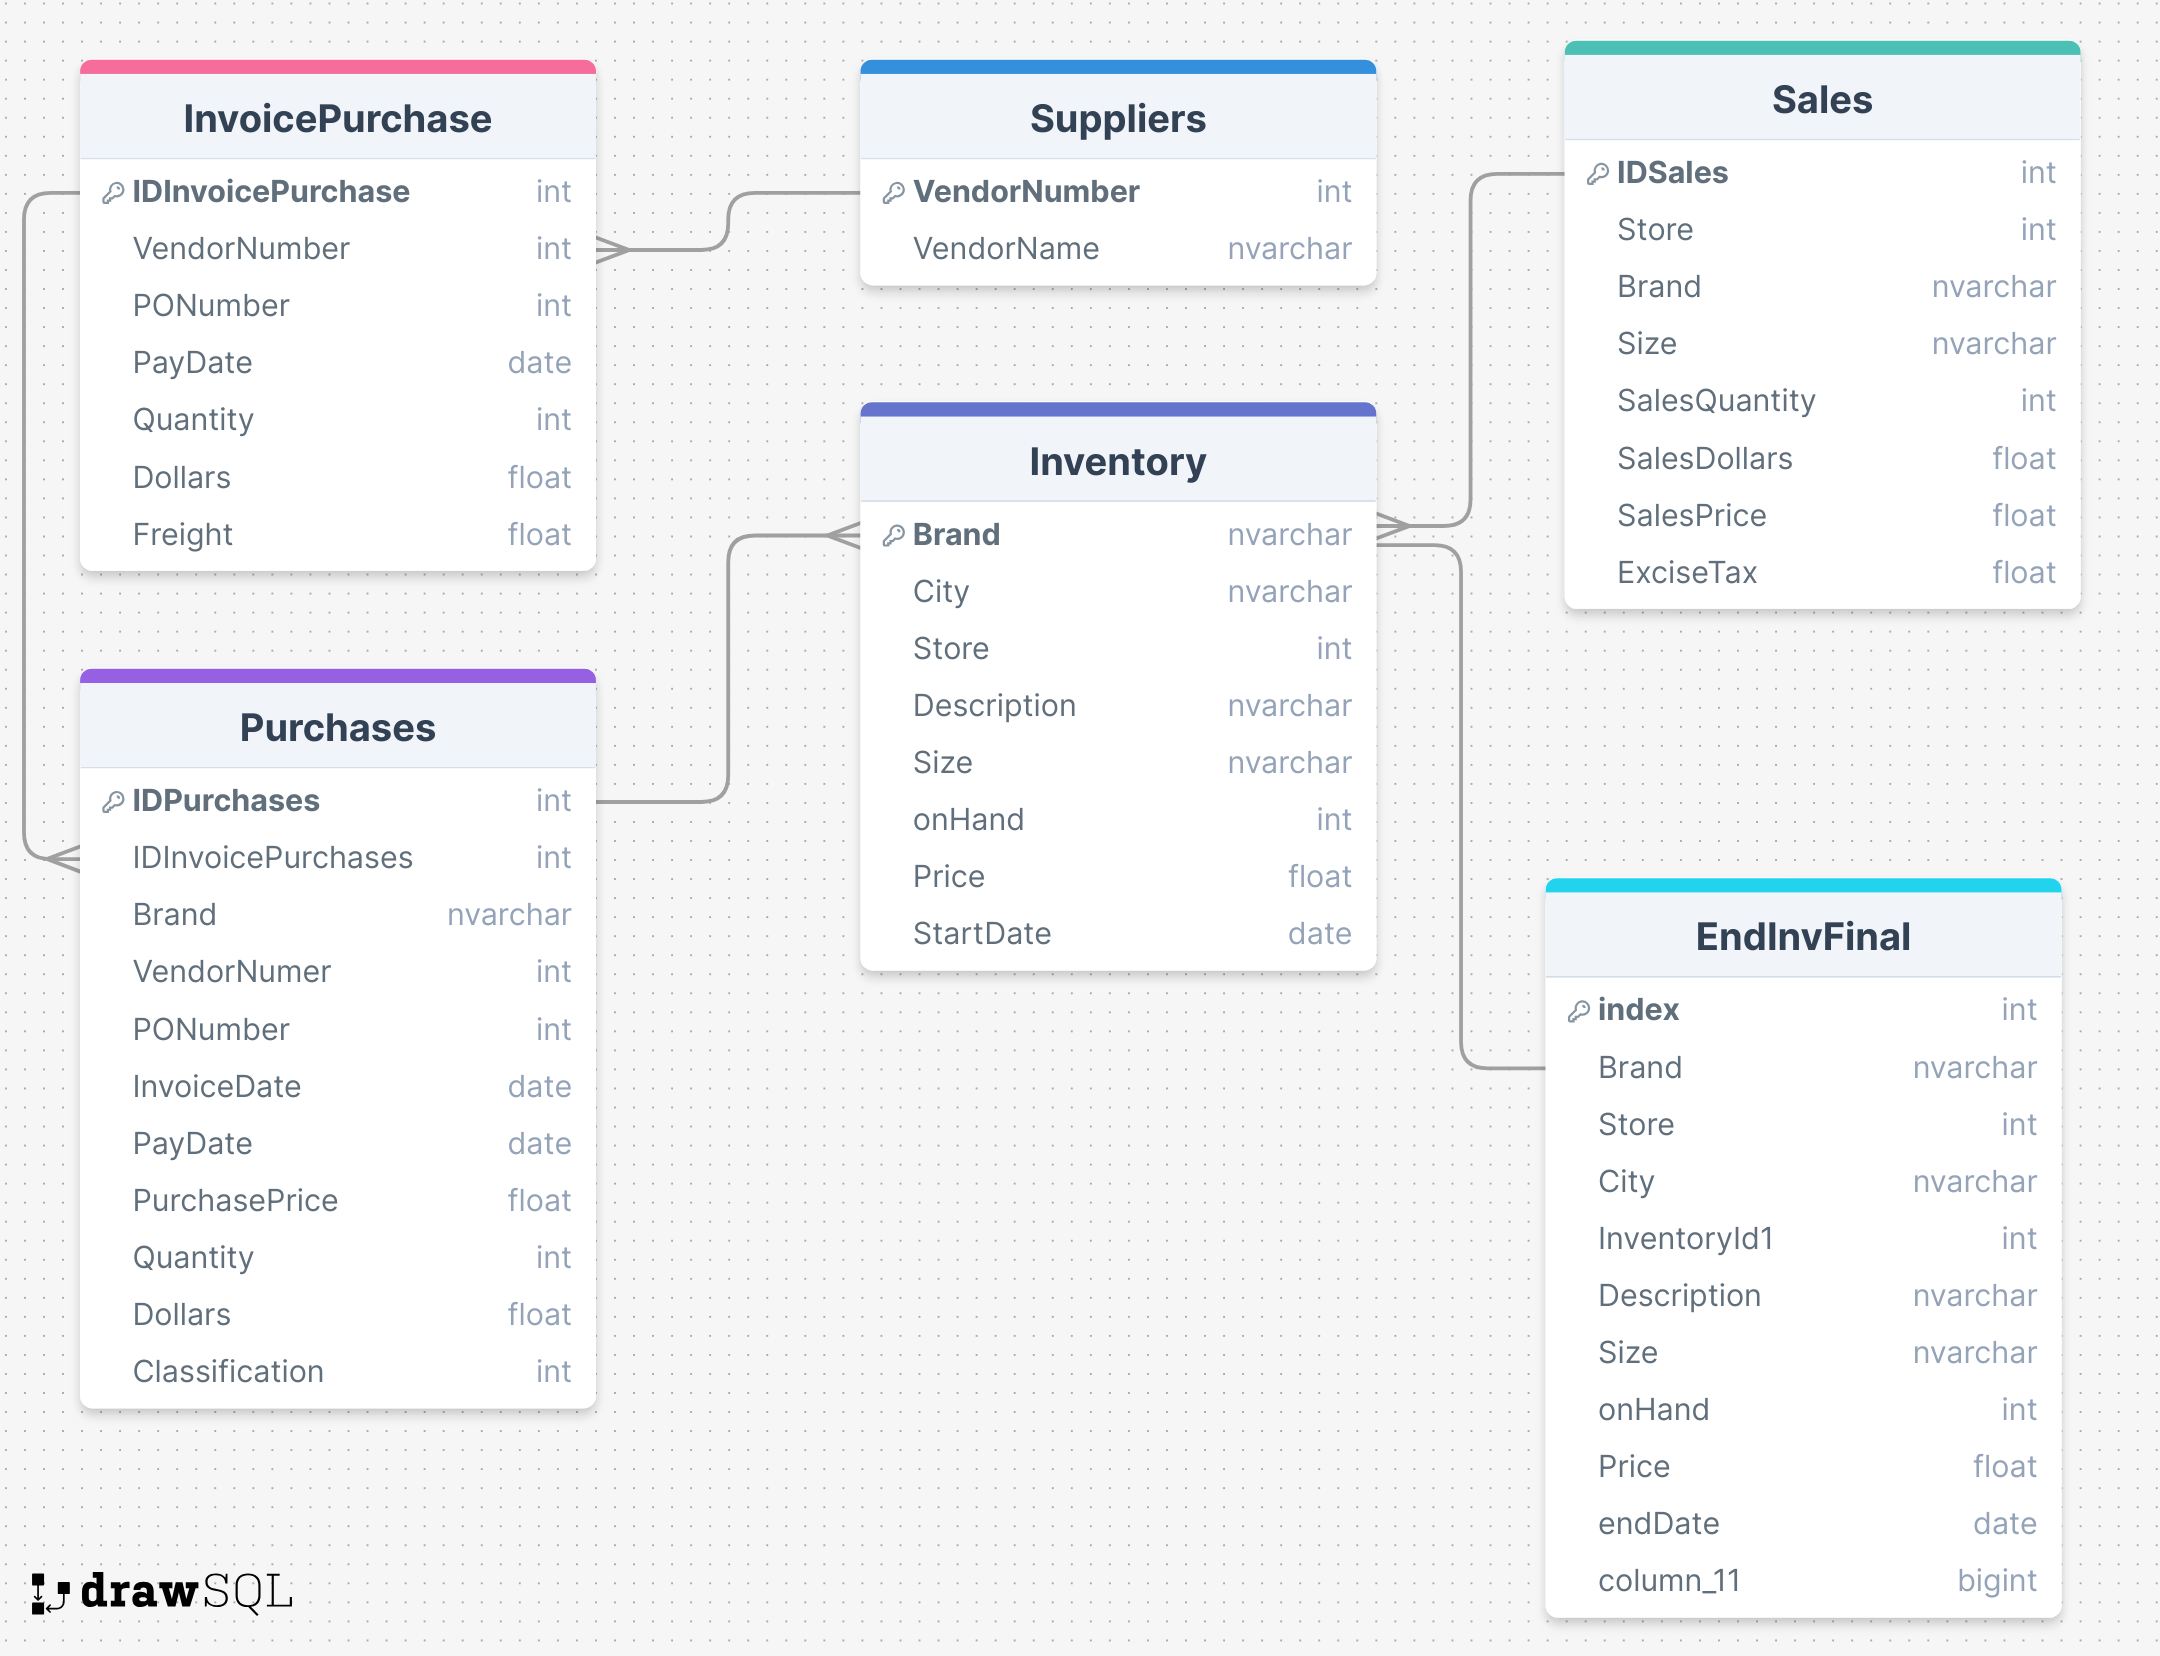 InvoicePurchase
IDInvoicePurchase int
VendorNumber int
PONumber int
PayDate date
Quantity int
Dollars float
Freight float
Suppliers
VendorNumber int
VendorName nvarchar
Sales
IDSales int
Store int
Brand nvarchar
Size nvarchar
SalesQuantity int
SalesDollars float
SalesPrice float
ExciseTax float
Inventory
Brand nvarchar
City nvarchar
Store int
Description nvarchar
Size nvarchar
onHand int
Price float
StartDate date
Purchases
IDPurchases int
IDInvoicePurchases int
Brand nvarchar
VendorNumer int
PONumber int
InvoiceDate date
PayDate date
PurchasePrice float
Quantity int
Dollars float
Classification int
EndInvFinal
index int
Brand nvarchar
Store int
City nvarchar
InventoryId1 int
Description nvarchar
Size nvarchar
onHand int
Price float
endDate date
column_11 bigint
drawSQL